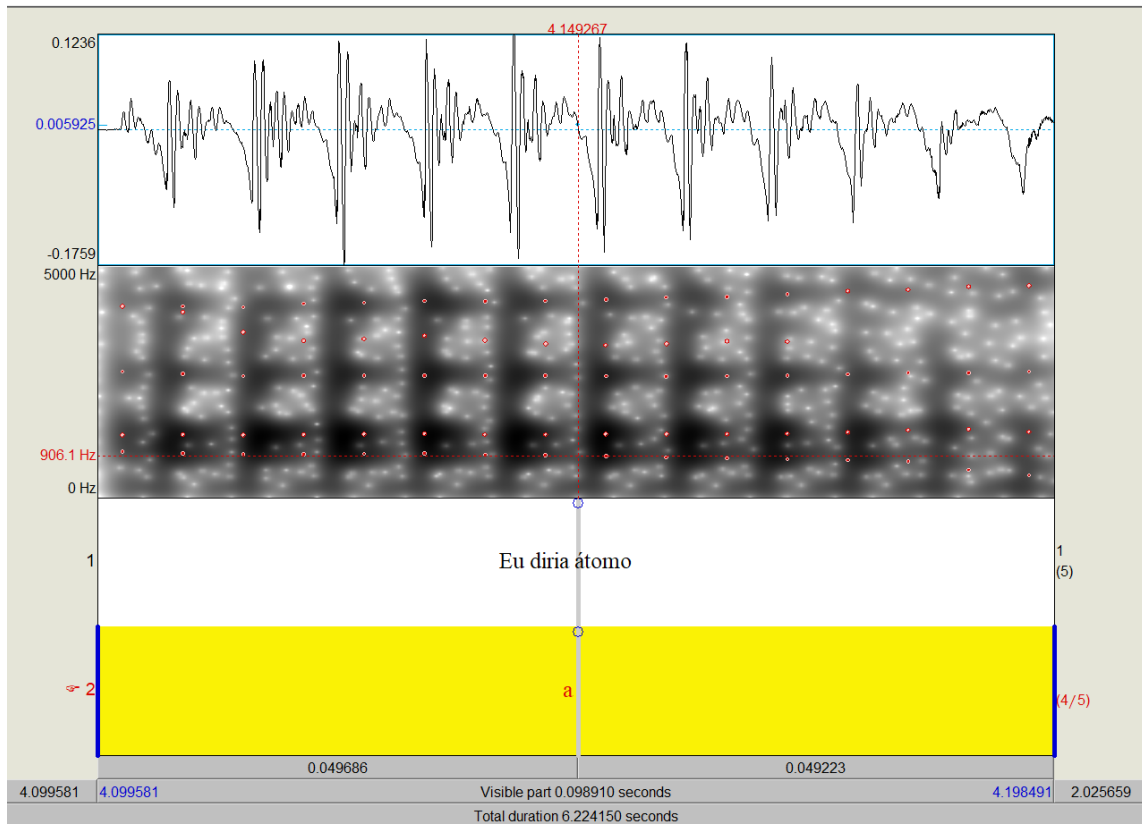 4.149267
0.1236
0.005925
-0.1759
5000 Hz
906.1 Hz
0 Hz
1 Eu diria átomo 1
(5)
2 a (4/5)
0.049686 0.049223
4.099581 4.099581 Visible part 0.098910 seconds 4.198491 2.025659
Total duration 6.224150 seconds